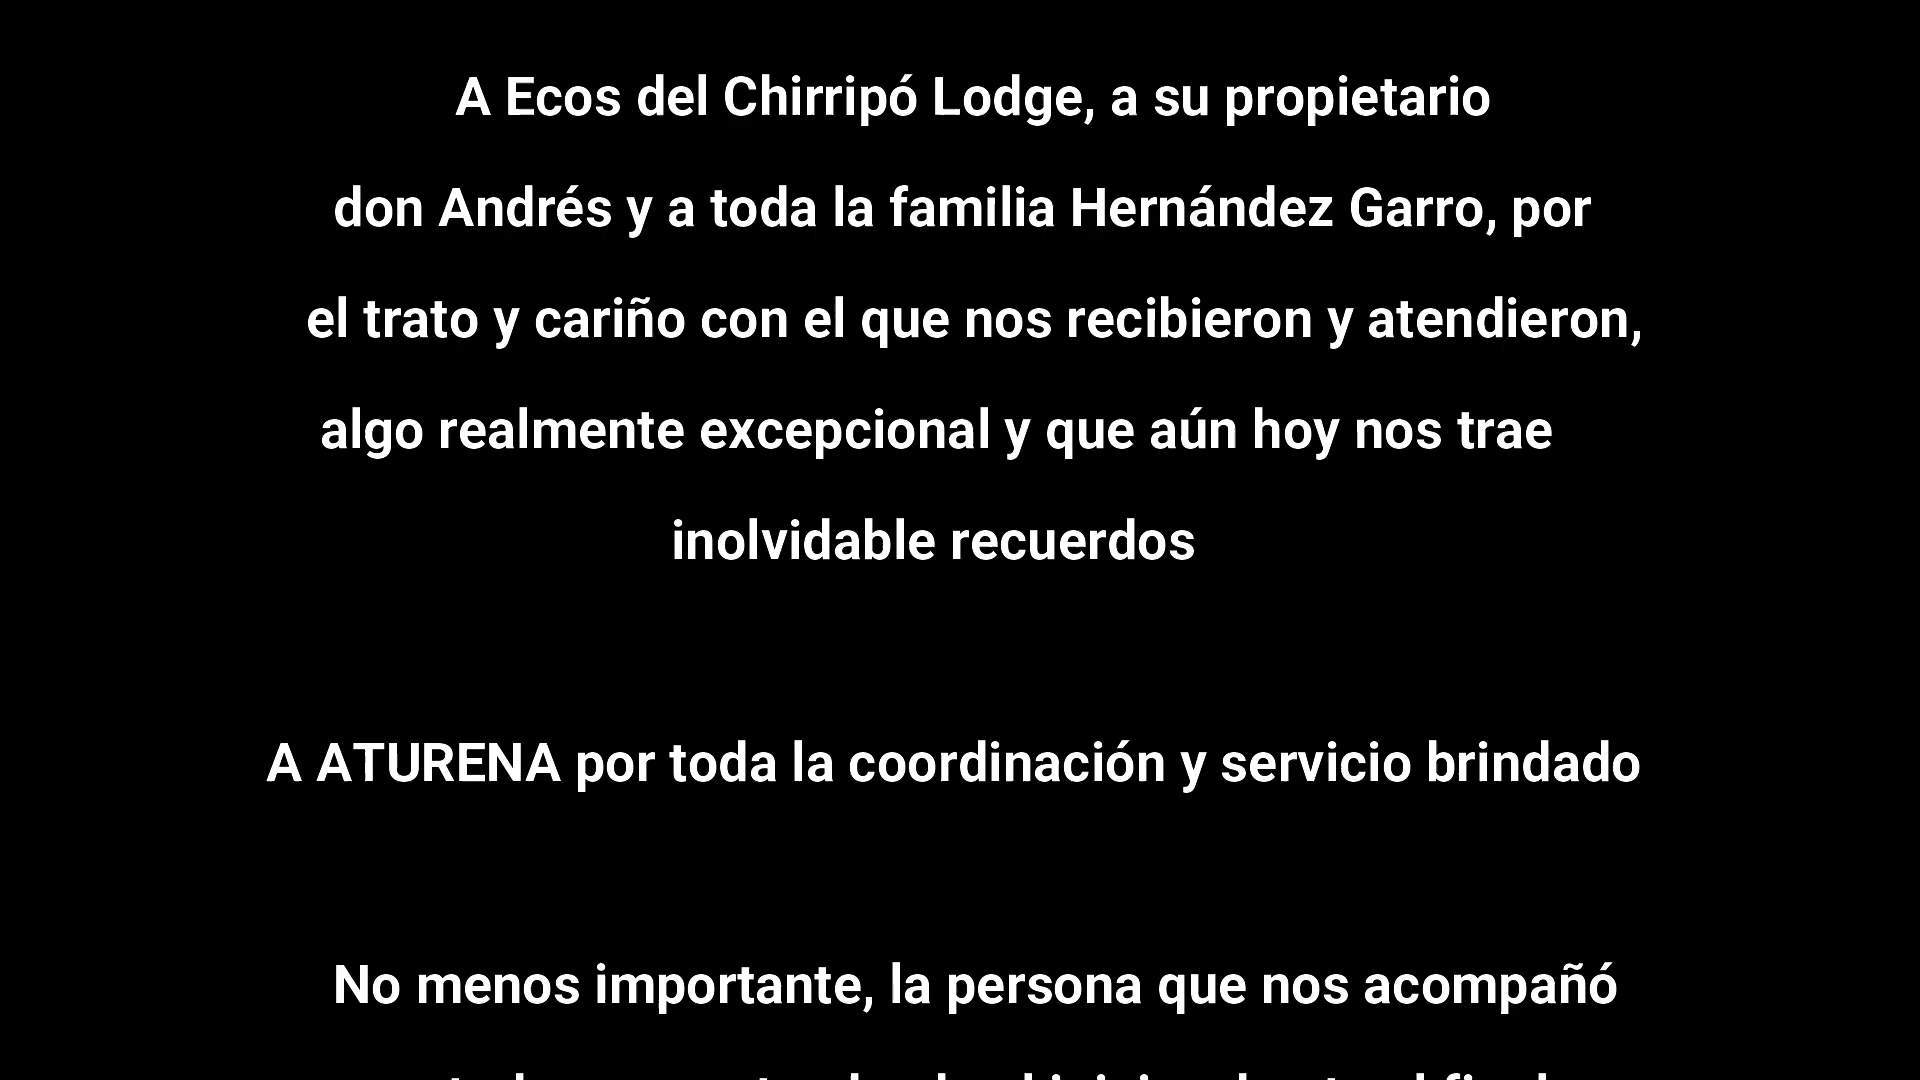 A Ecos del Chirripó Lodge, a su propietario
don Andrés y a toda la familia Hernández Garro, por
el trato y cariño con el que nos recibieron y atendieron,
algo realmente excepcional y que aún hoy nos trae
inolvidable recuerdos
A ATURENA por toda la coordinación y servicio brindado
No menos importante, la persona que nos acompañó